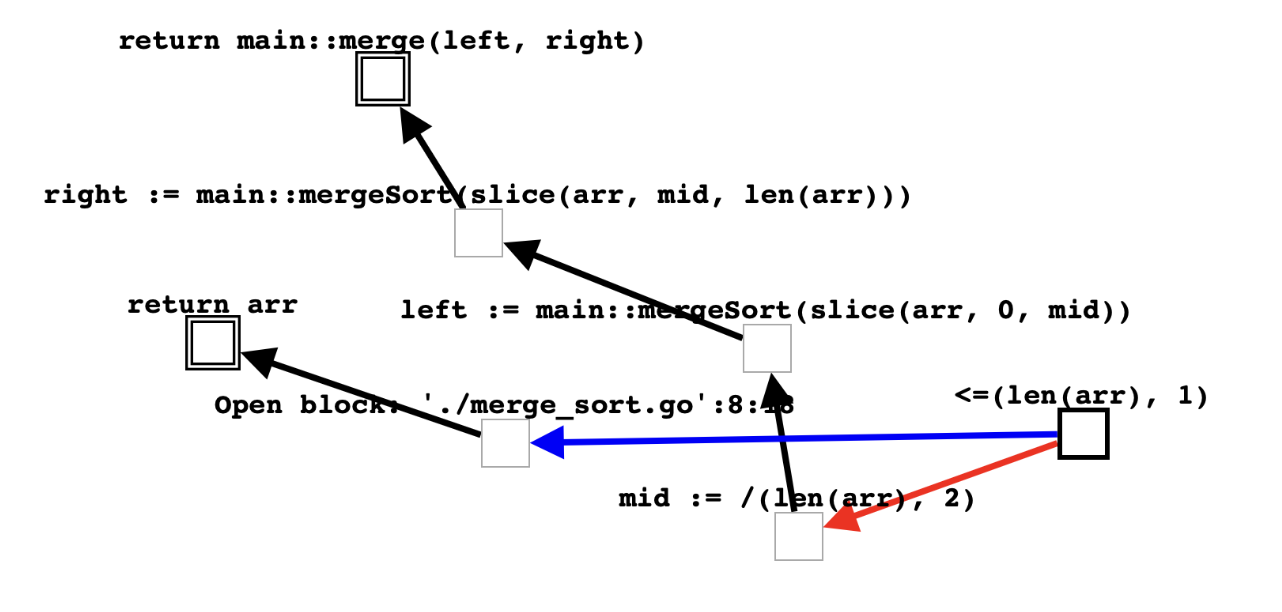 return main::merge(left, right)
right := main::mergeSort(slice(arr, mid, len(arr)))
return arr
left := main::mergeSort(slice(arr, 0, mid))
<=(len(arr), 1)
Open block: './merge_sort.go':8:18
mid := /(len(arr), 2)